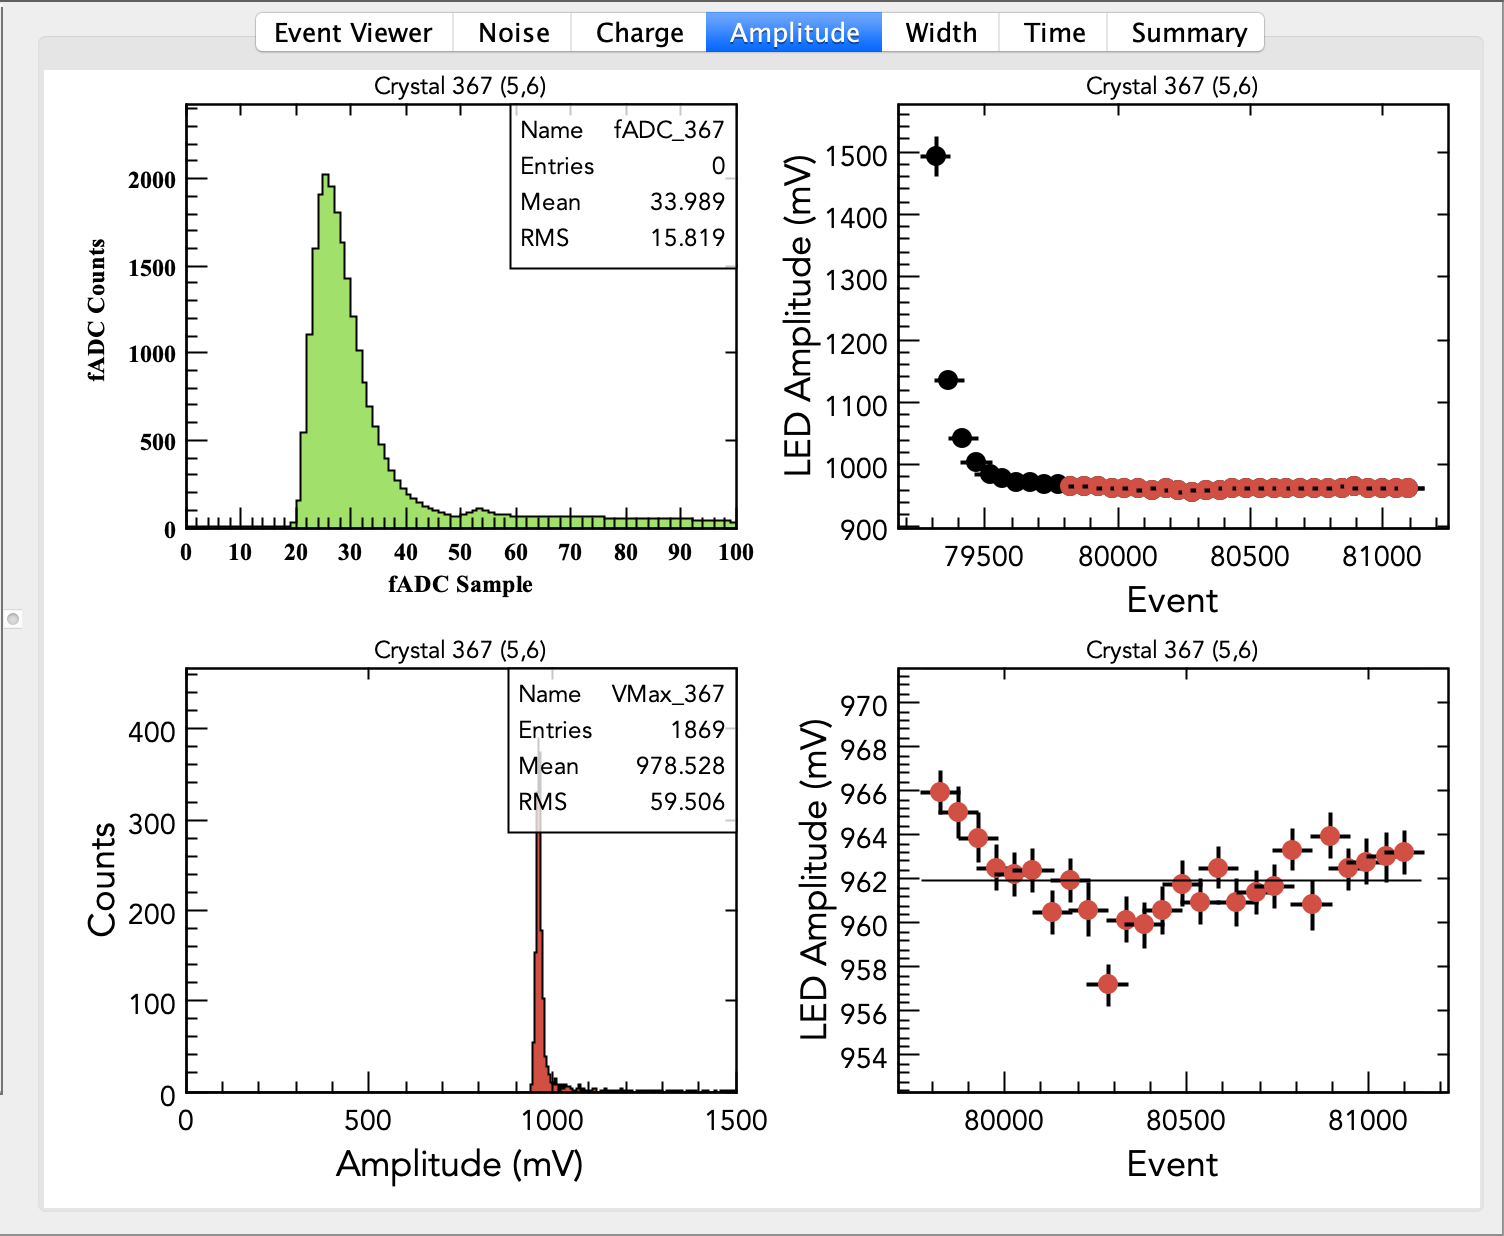 Event Viewer Noise Charge Amplitude Width Time Summary
Crystal 367 (5,6)
Name fADC_367
Entries 0
Mean 33.989
RMS 15.819
2000
1500
1000
500
0
fADC Counts
0 10 20 30 40 50 60 70 80 90 100
fADC Sample
Crystal 367 (5,6)
1500
1400
1300
1200
1100
1000
900
LED Amplitude (mV)
79500 80000 80500 81000
Event
Crystal 367 (5,6)
Name VMax_367
Entries 1869
Mean 978.528
RMS 59.506
400
300
200
100
0
Counts
0 500 1000 1500
Amplitude (mV)
Crystal 367 (5,6)
970
968
966
964
962
960
958
956
954
LED Amplitude (mV)
80000 80500 81000
Event